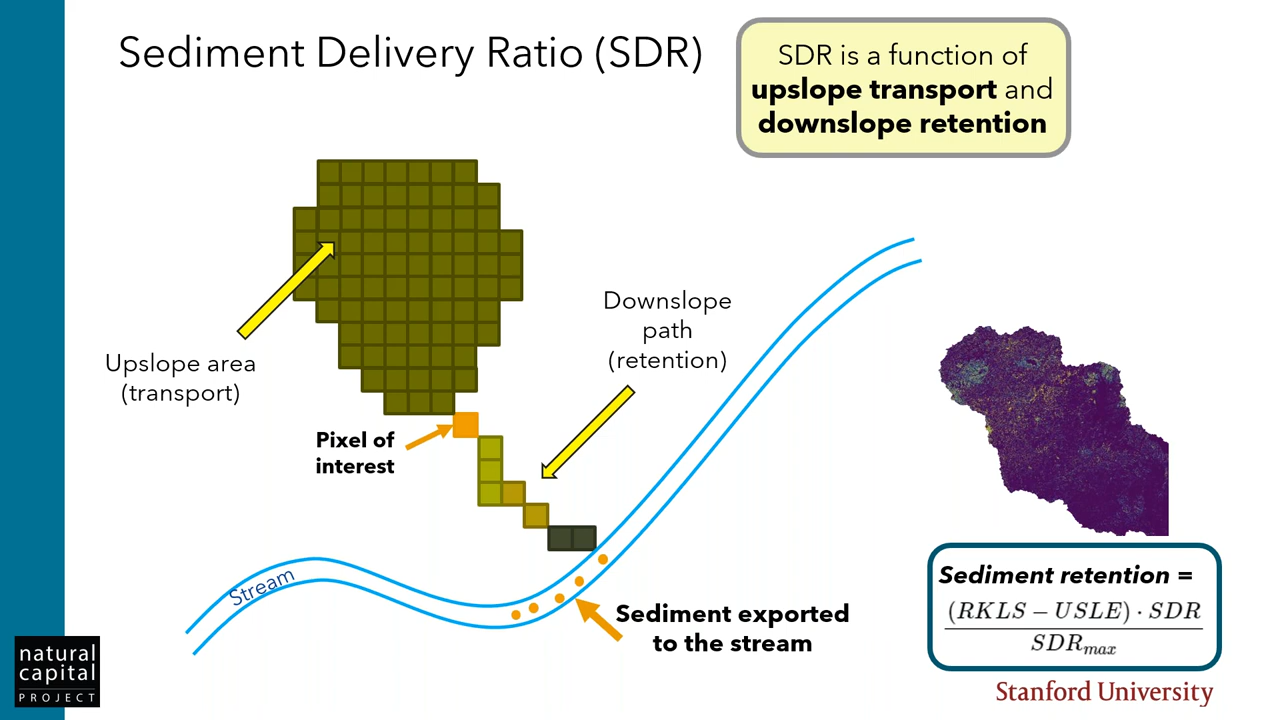 Sediment Delivery Ratio (SDR)
SDR is a function of
upslope transport and
downslope retention
Upslope area
(transport)
Downslope
path
(retention)
Pixel of
interest
Stream
Sediment exported
to the stream
Sediment retention =
(RKLS − USLE) · SDR
SDRmax
natural
capital
PROJECT
Stanford University